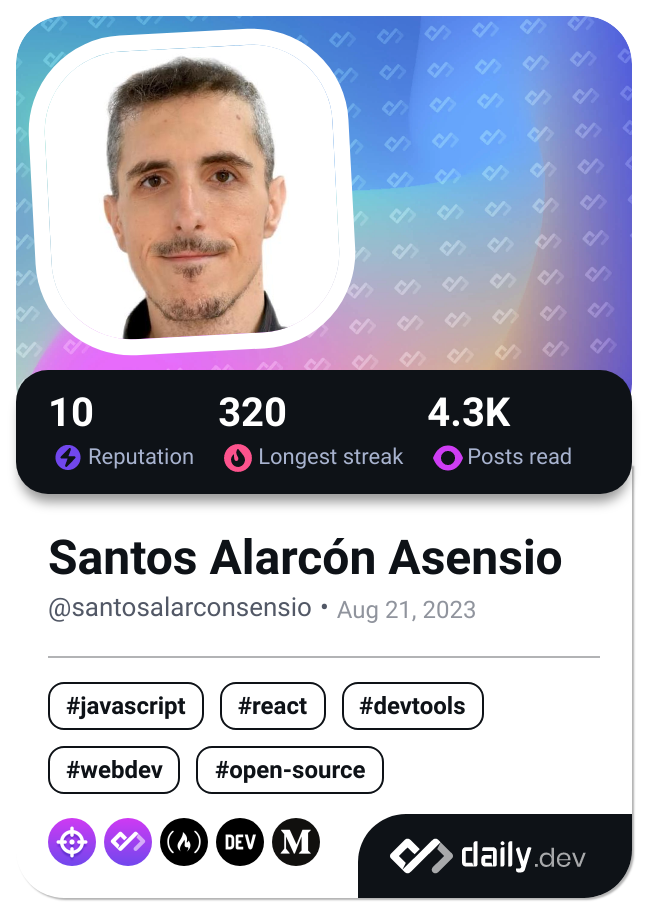 10 320 4.3K
Reputation Longest streak Posts read
Santos Alarcón Asensio
@santosalarconsensio • Aug 21, 2023
#javascript #react #devtools
#webdev #open-source
DEV M daily.dev